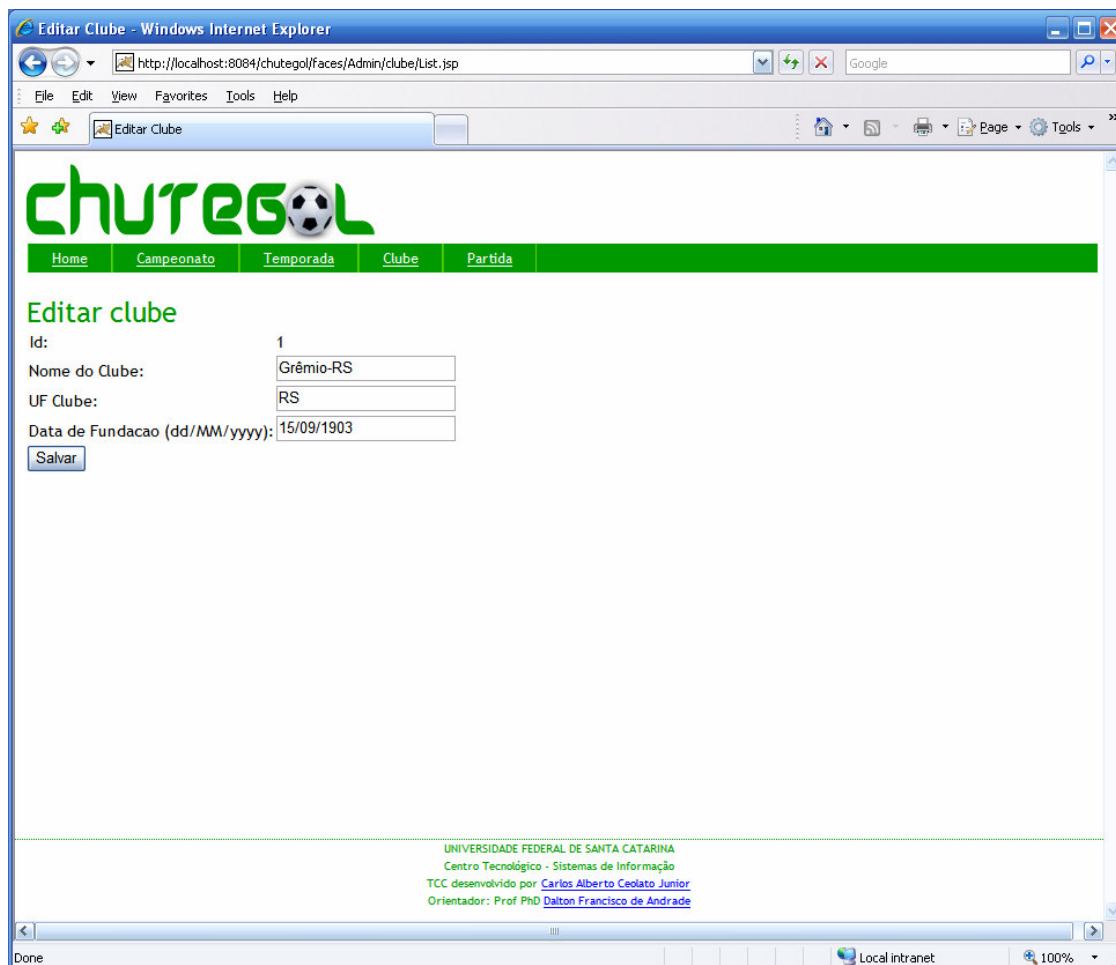 Editar Clube - Windows Internet Explorer
http://localhost:8084/chutegol/faces/Admin/clube/List.jsp
Google
File Edit View Favorites Tools Help
Editar Clube
Page Tools
chutegol
Home Campeonato Temporada Clube Partida
Editar clube
Id: 1
Nome do Clube: Grêmio-RS
UF Clube: RS
Data de Fundacao (dd/MM/yyyy): 15/09/1903
Salvar
UNIVERSIDADE FEDERAL DE SANTA CATARINA
Centro Tecnológico - Sistemas de Informação
TCC desenvolvido por Carlos Alberto Ceolato Junior
Orientador: Prof PhD Dalton Francisco de Andrade
Done Local intranet 100%